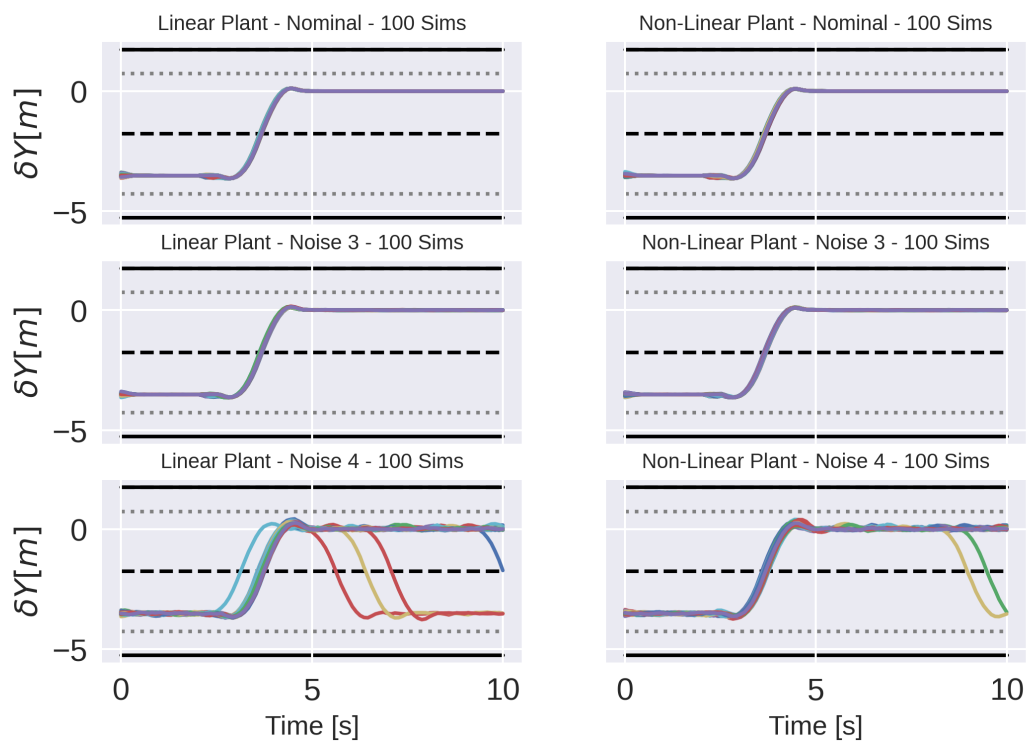 Linear Plant - Nominal - 100 Sims
Non-Linear Plant - Nominal - 100 Sims
δY[m]
0
−5
Linear Plant - Noise 3 - 100 Sims
Non-Linear Plant - Noise 3 - 100 Sims
δY[m]
0
−5
Linear Plant - Noise 4 - 100 Sims
Non-Linear Plant - Noise 4 - 100 Sims
δY[m]
0
−5
0 5 10
0 5 10
Time [s]
Time [s]